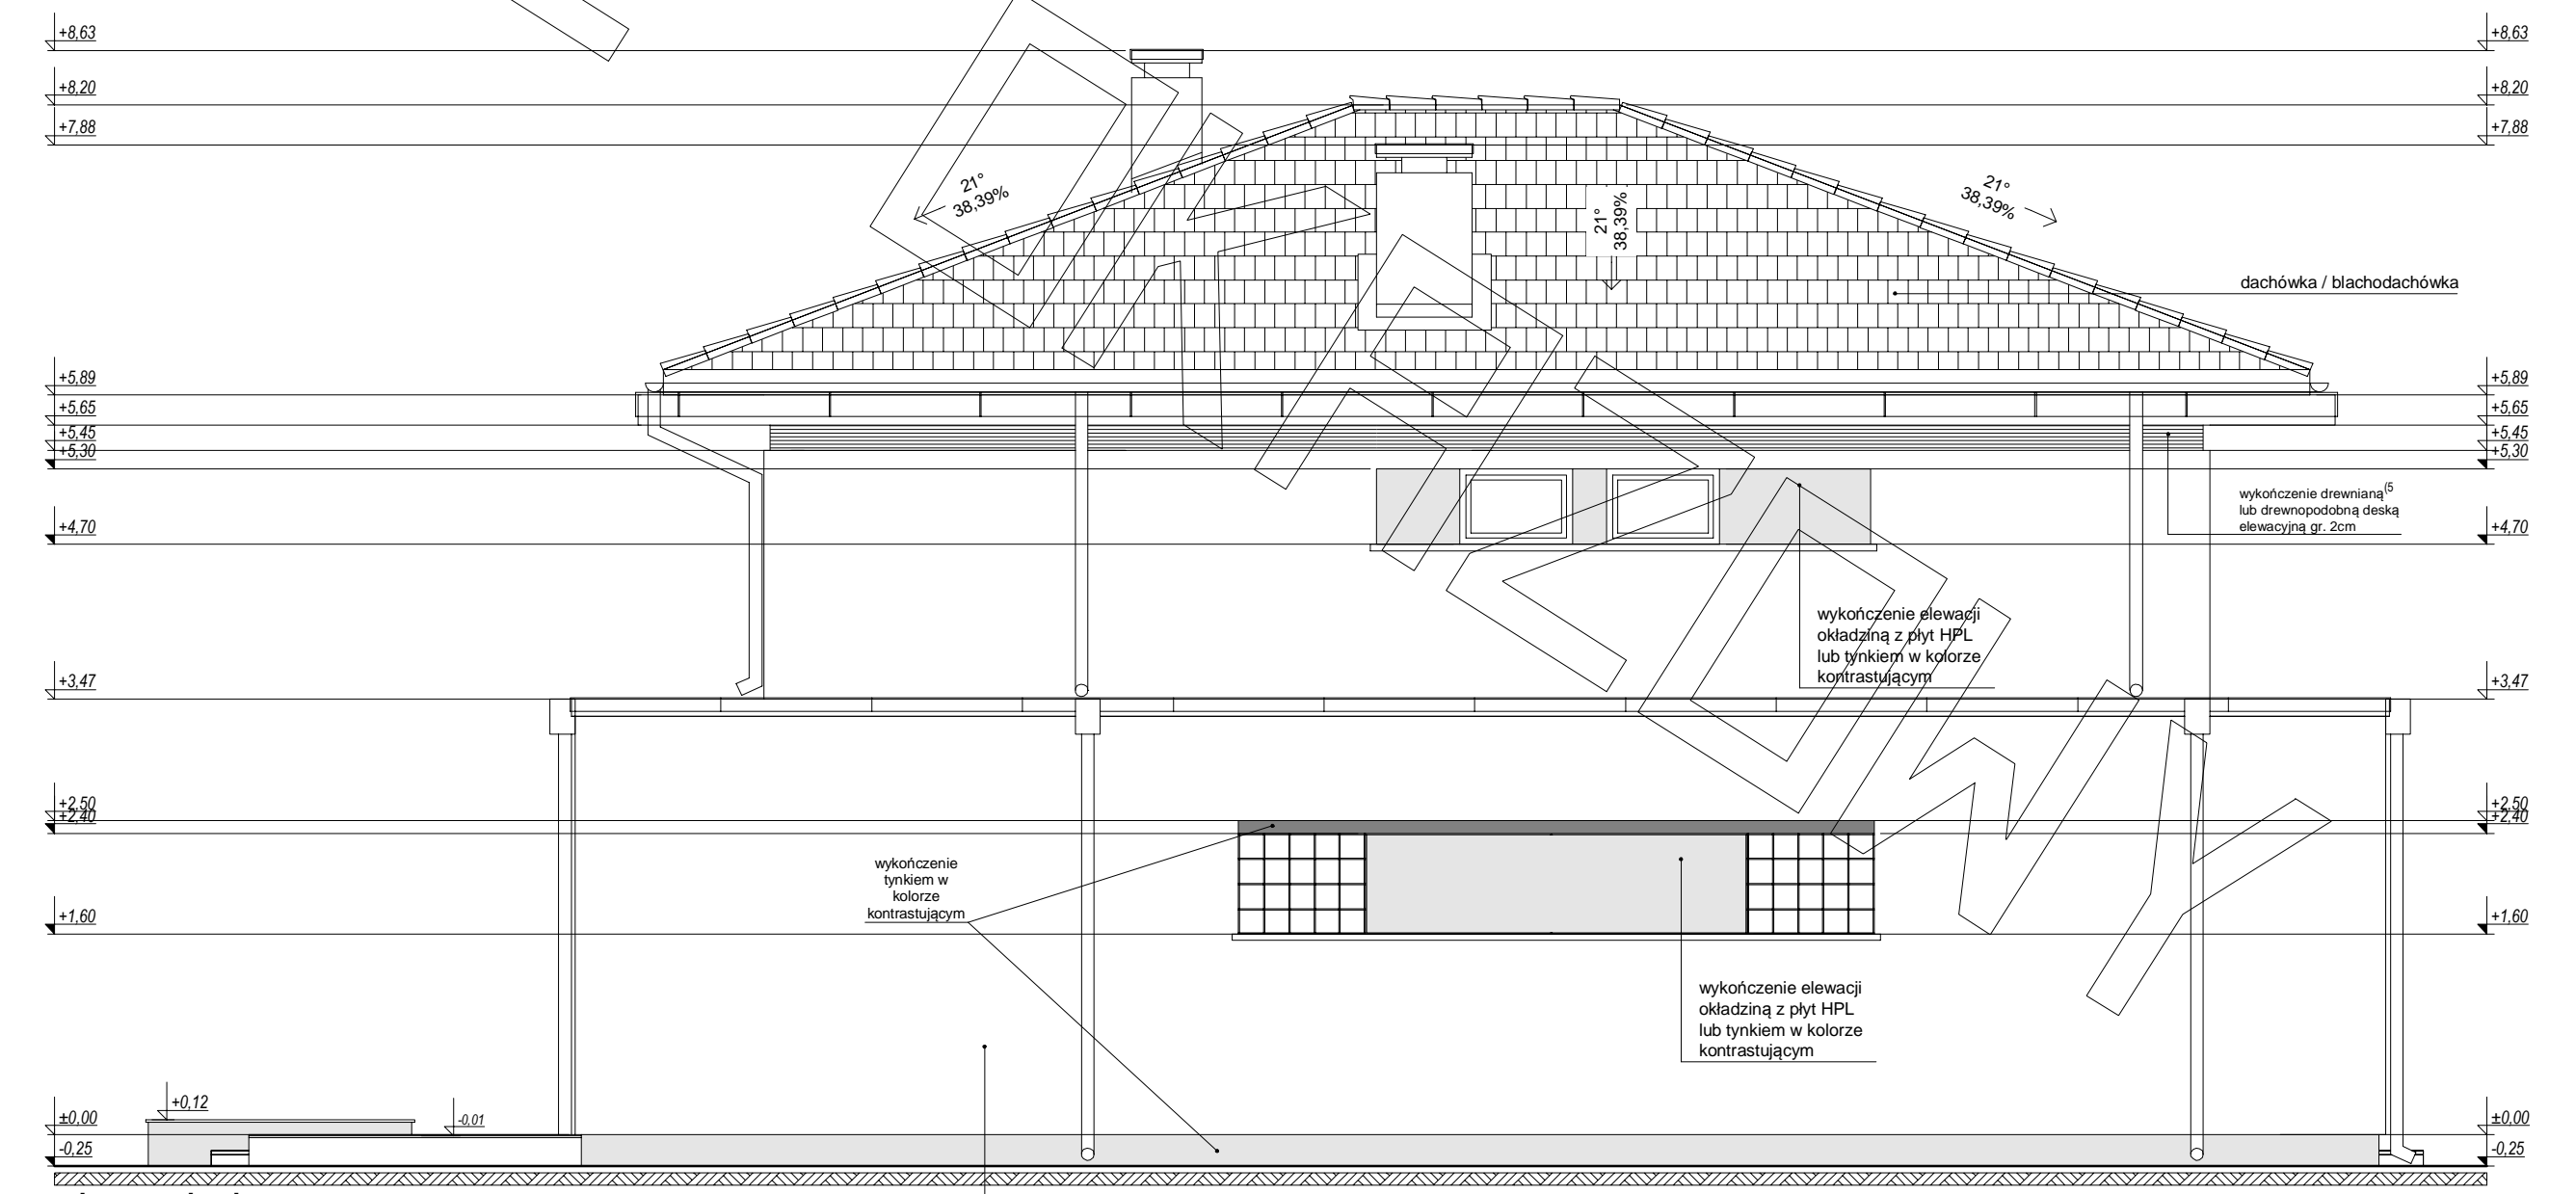 +8,63
+8,63
+8,20
+8,20
+7,88
+7,88
21°
38,39%
21°
38,39%
21°
38,39%
dachówka / blachodachówka
+5,89
+5,89
+5,65
+5,65
+5,45
+5,45
+5,30
+5,30
wykończenie drewnianą(5
lub drewnopodobną deską
elewacyjną gr. 2cm
+4,70
+4,70
wykończenie elewacji
okładziną z płyt HPL
lub tynkiem w kolorze
kontrastującym
+3,47
+3,47
+2,50
+2,50
+2,40
+2,40
wykończenie
tynkiem w
kolorze
kontrastującym
+1,60
+1,60
wykończenie elewacji
okładziną z płyt HPL
lub tynkiem w kolorze
kontrastującym
+0,12
-0,01
±0,00
±0,00
-0,25
-0,25